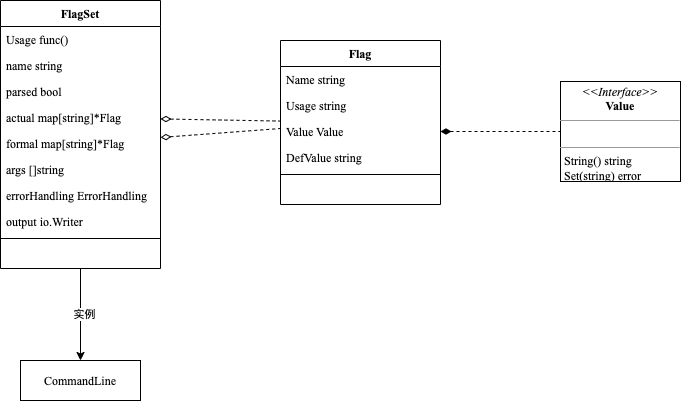 FlagSet
Usage func()
name string
parsed bool
actual map[string]*Flag
formal map[string]*Flag
args []string
errorHandling ErrorHandling
output io.Writer
Flag
Name string
Usage string
Value Value
DefValue string
<<Interface>>
Value
String() string
Set(string) error
实例
CommandLine